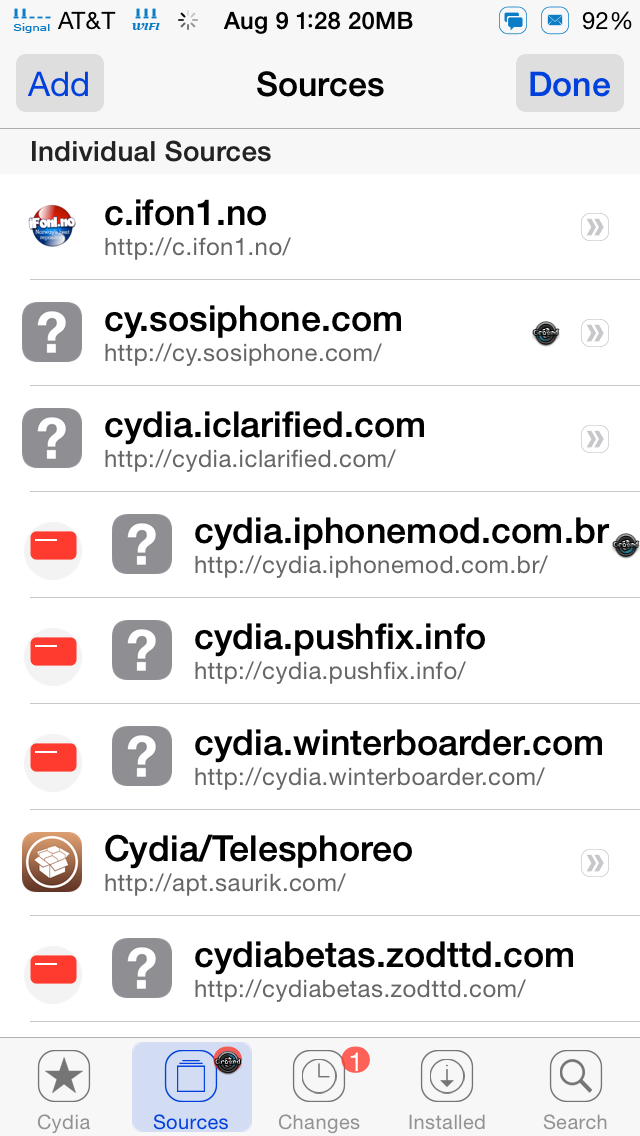 Signal AT&T WIFI Aug 9 1:28 20MB 92%
Add Sources Done
Individual Sources
iFon1.no
c.ifon1.no
http://c.ifon1.no/
?
cy.sosiphone.com
http://cy.sosiphone.com/
?
cydia.iclarified.com
http://cydia.iclarified.com/
?
cydia.iphonemod.com.br
http://cydia.iphonemod.com.br/
?
cydia.pushfix.info
http://cydia.pushfix.info/
?
cydia.winterboarder.com
http://cydia.winterboarder.com/
Cydia/Telesphoreo
http://apt.saurik.com/
?
cydiabetas.zodttd.com
http://cydiabetas.zodttd.com/
1
Cydia Sources Changes Installed Search